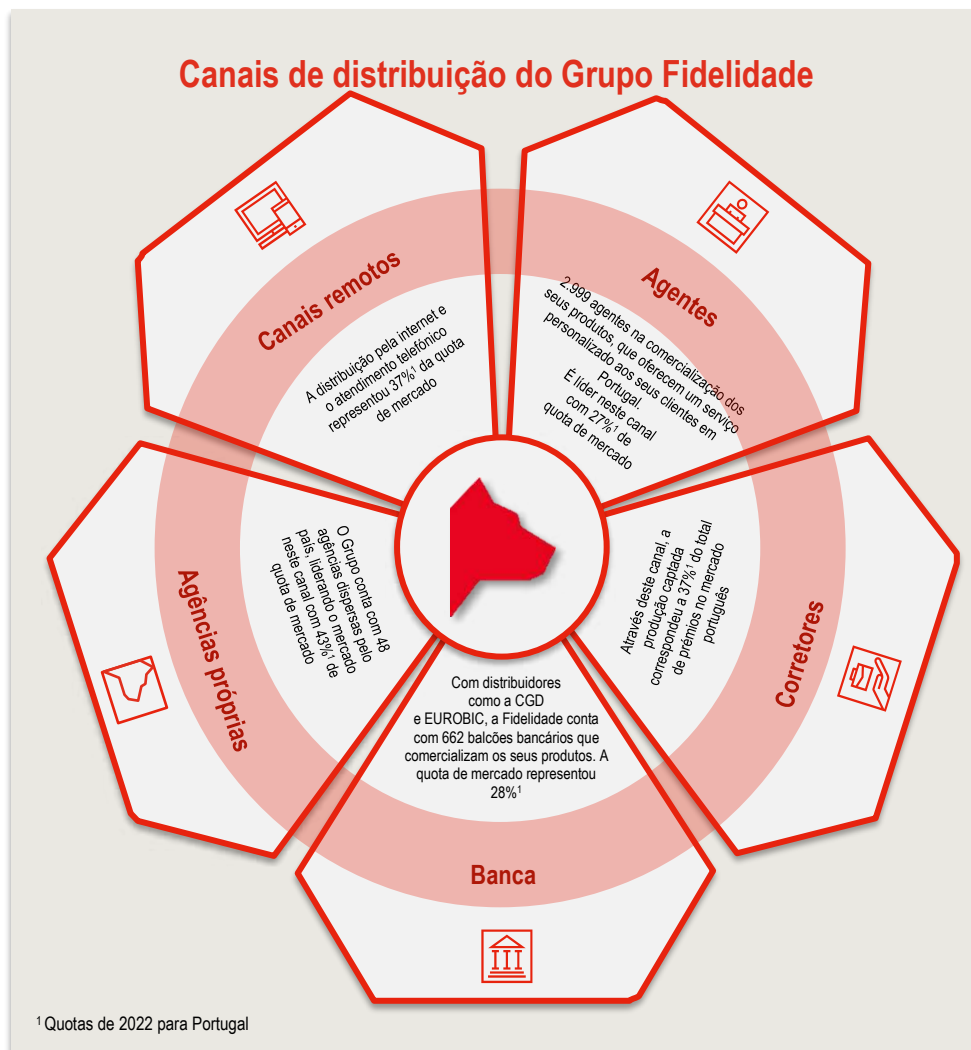 Canais de distribuição do Grupo Fidelidade
Canais remotos
A distribuição pela internet e
o atendimento telefónico
representou 37%¹ da quota
de mercado
Agentes
2.999 agentes na comercialização dos
seus produtos, que oferecem um serviço
personalizado aos seus clientes em
Portugal.
É líder neste canal
com 27%¹ de
quota de mercado
Agências próprias
O Grupo conta com 48
agências dispersas pelo
país, liderando o mercado
neste canal com 43%¹ de
quota de mercado
Corretores
Através deste canal, a
produção captada
correspondeu a 37%¹ do total
de prémios no mercado
português
Com distribuidores
como a CGD
e EUROBIC, a Fidelidade conta
com 662 balcões bancários que
comercializam os seus produtos. A
quota de mercado representou
28%¹
Banca
¹ Quotas de 2022 para Portugal